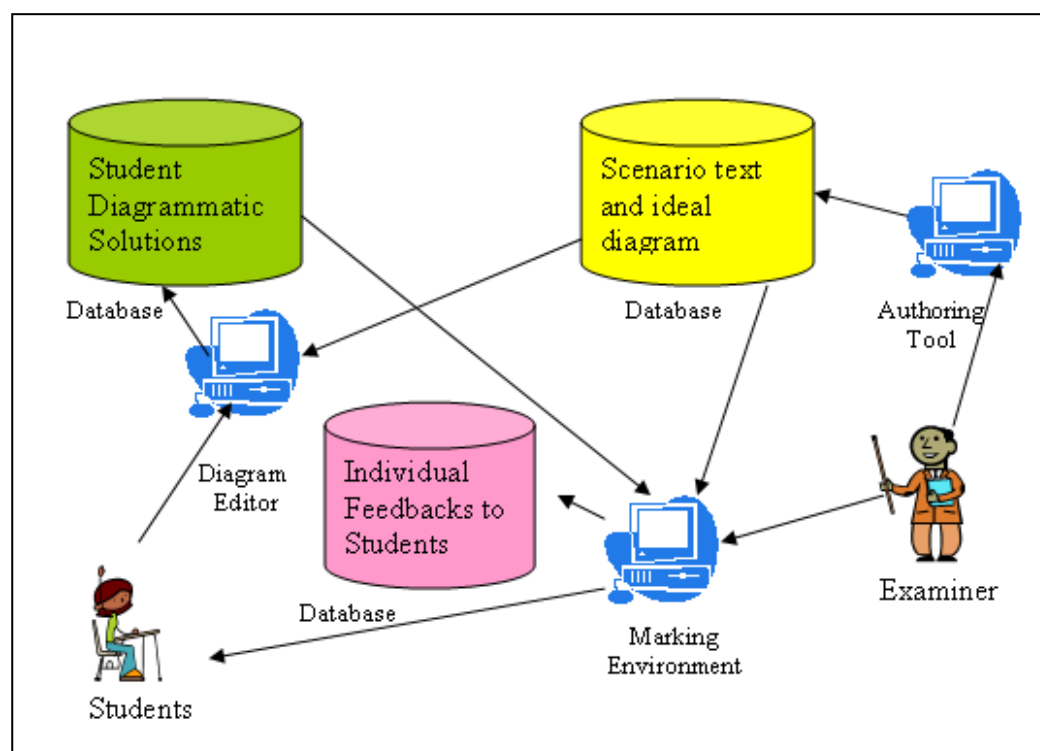 Student
Diagrammatic
Solutions
Database
Scenario text
and ideal
diagram
Database
Authoring
Tool
Diagram
Editor
Individual
Feedbacks to
Students
Database
Marking
Environment
Examiner
Students